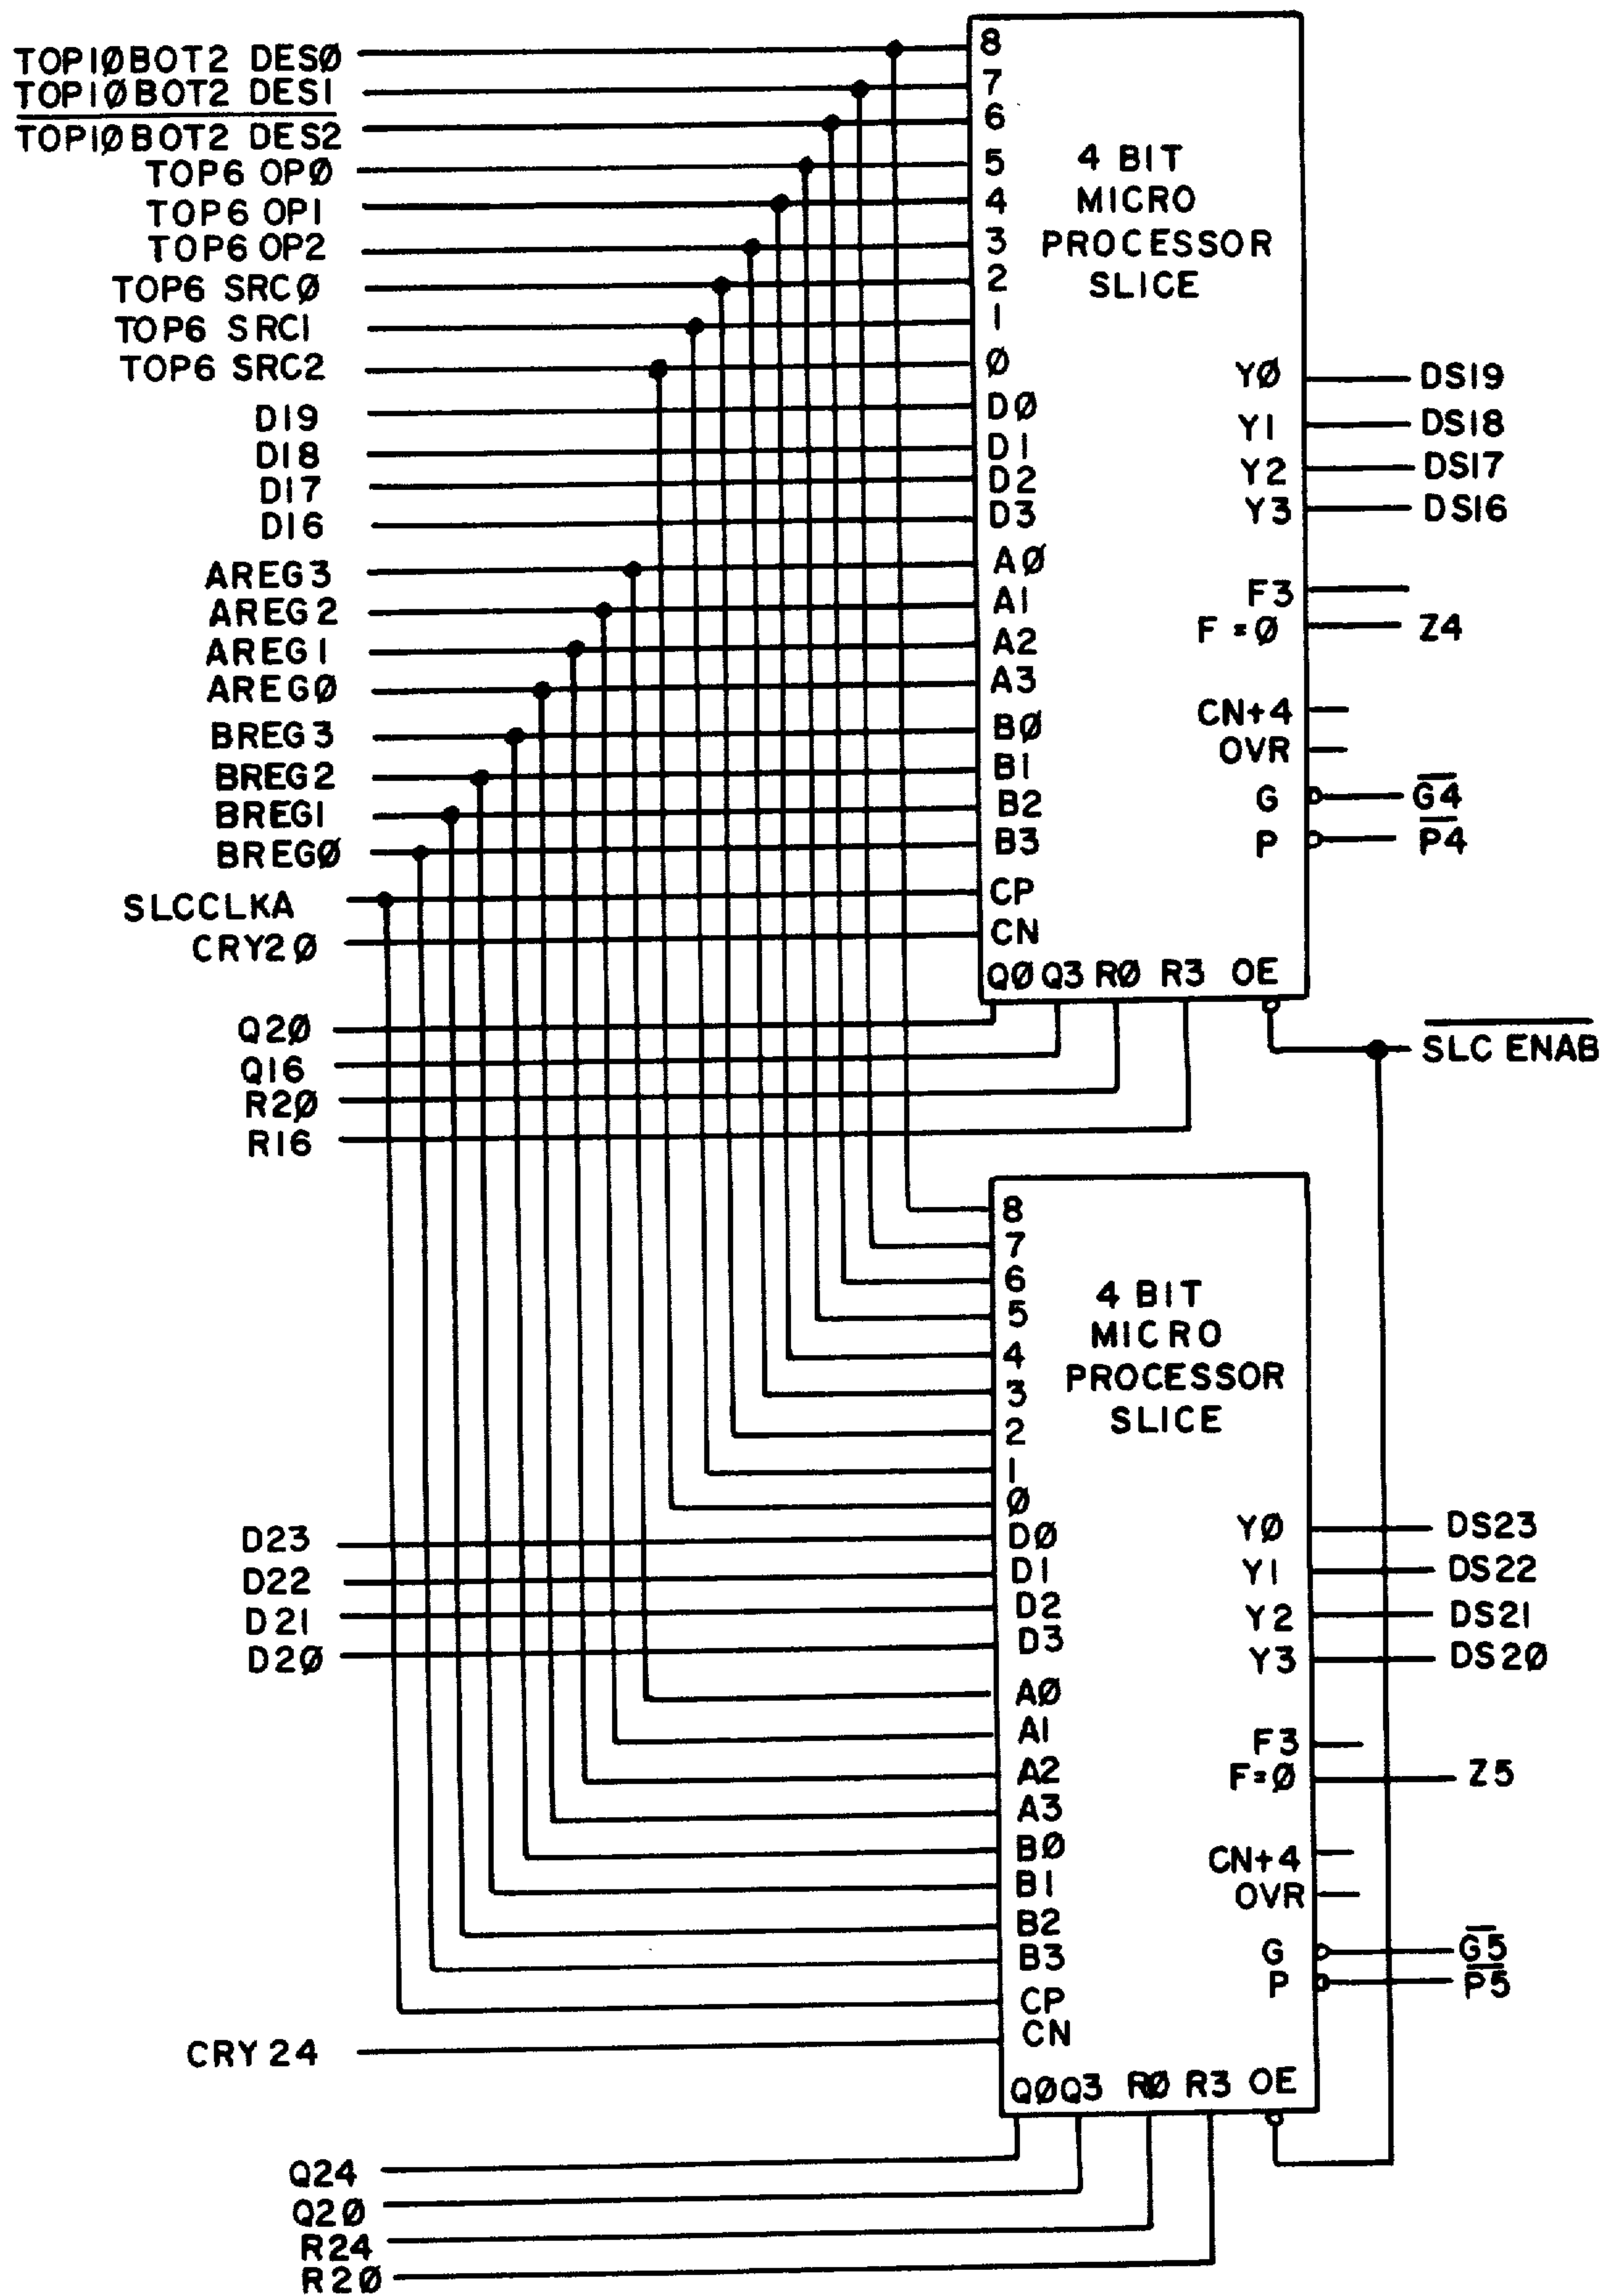 TOP1ØBOT2 DESØ
TOP1ØBOT2 DES1
TOP1ØBOT2 DES2
TOP6 OPØ
TOP6 OP1
TOP6 OP2
TOP6 SRCØ
TOP6 SRC1
TOP6 SRC2
D19
D18
D17
D16
AREG3
AREG2
AREG1
AREGØ
BREG3
BREG2
BREG1
BREGØ
SLCCLKA
CRY2Ø
Q2Ø
Q16
R2Ø
R16
8
7
6
5
4
3
2
1
Ø
DØ
D1
D2
D3
AØ
A1
A2
A3
BØ
B1
B2
B3
CP
CN
QØ Q3 RØ R3 OE
4 BIT
MICRO
PROCESSOR
SLICE
YØ
Y1
Y2
Y3
F3
F=Ø
CN+4
OVR
G
P
DS19
DS18
DS17
DS16
Z4
G4
P4
SLC ENAB
8
7
6
5
4
3
2
1
Ø
DØ
D1
D2
D3
AØ
A1
A2
A3
BØ
B1
B2
B3
CP
CN
QØ Q3 RØ R3 OE
4 BIT
MICRO
PROCESSOR
SLICE
YØ
Y1
Y2
Y3
F3
F=Ø
CN+4
OVR
G
P
DS23
DS22
DS21
DS2Ø
Z5
G5
P5
D23
D22
D21
D2Ø
CRY24
Q24
Q2Ø
R24
R2Ø